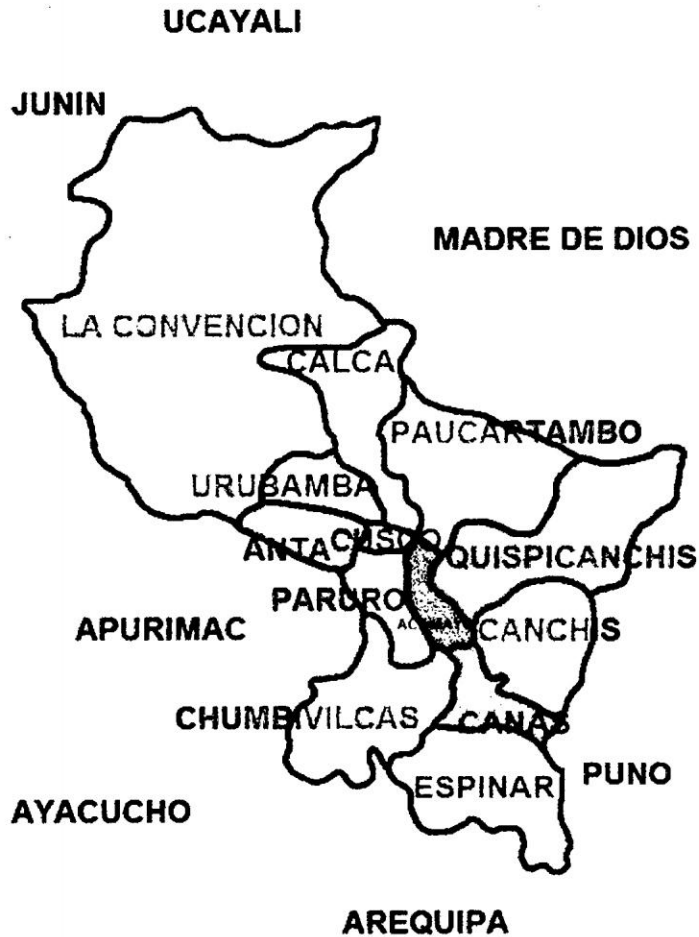 UCAYALI
JUNIN
MADRE DE DIOS
LA CONVENCION
CALCA
PAUCARTAMBO
URUBAMBA
ANTA
CUSCO
QUISPICANCHIS
PARURO
APURIMAC
CANCHIS
CHUMBIVILCAS
CANAS
PUNO
ESPINAR
AYACUCHO
AREQUIPA